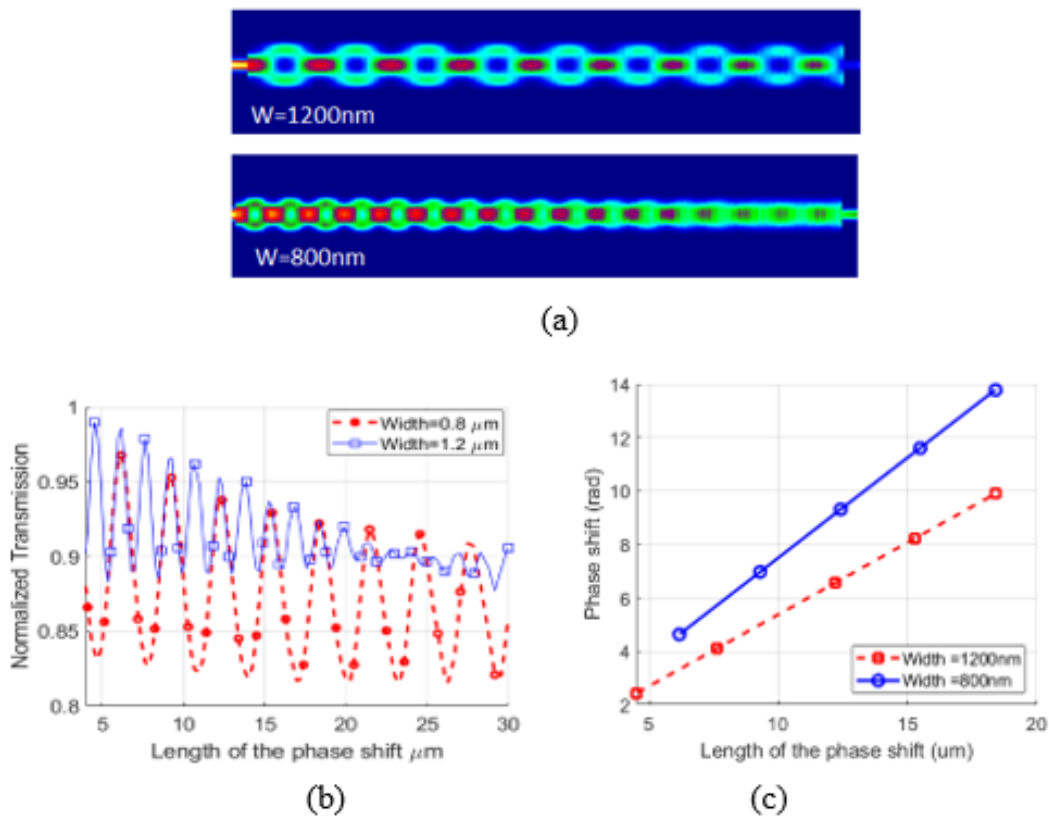 W=1200nm
W=800nm
(a)
1
0.95
0.9
0.85
0.8
Normalized Transmission
Width=0.8 μm
Width=1.2 μm
5
10
15
20
25
30
Length of the phase shift μm
(b)
14
12
10
8
6
4
2
Phase shift (rad)
Width =1200nm
Width =800nm
5
10
15
20
Length of the phase shift (um)
(c)